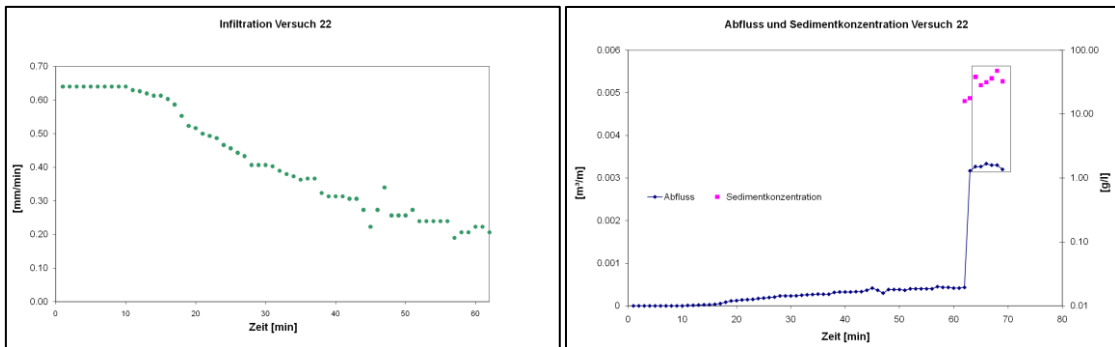 Infiltration Versuch 22
0.70
0.60
0.50
0.40
0.30
0.20
0.10
0.00
[mm/min]
0 10 20 30 40 50 60
Zeit [min]
Abfluss und Sedimentkonzentration Versuch 22
0.006
0.005
0.004
0.003
0.002
0.001
0
[m³/m]
100.00
10.00
1.00
0.10
0.01
[g/l]
Abfluss Sedimentkonzentration
0 10 20 30 40 50 60 70 80
Zeit [min]